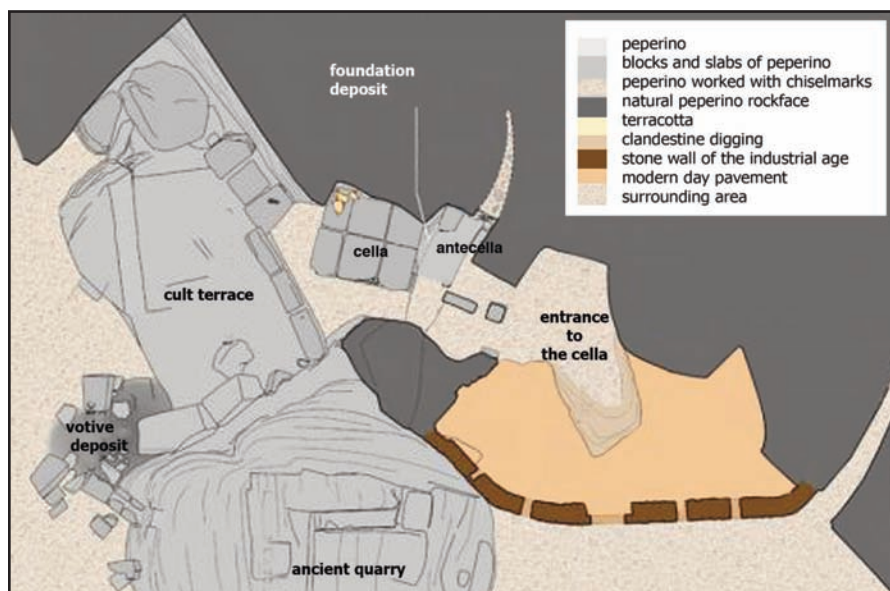 peperino
blocks and slabs of peperino
peperino worked with chiselmarks
natural peperino rockface
terracotta
clandestine digging
stone wall of the industrial age
modern day pavement
surrounding area
foundation
deposit
cella
antecella
cult terrace
entrance
to
the cella
votive
deposit
ancient quarry